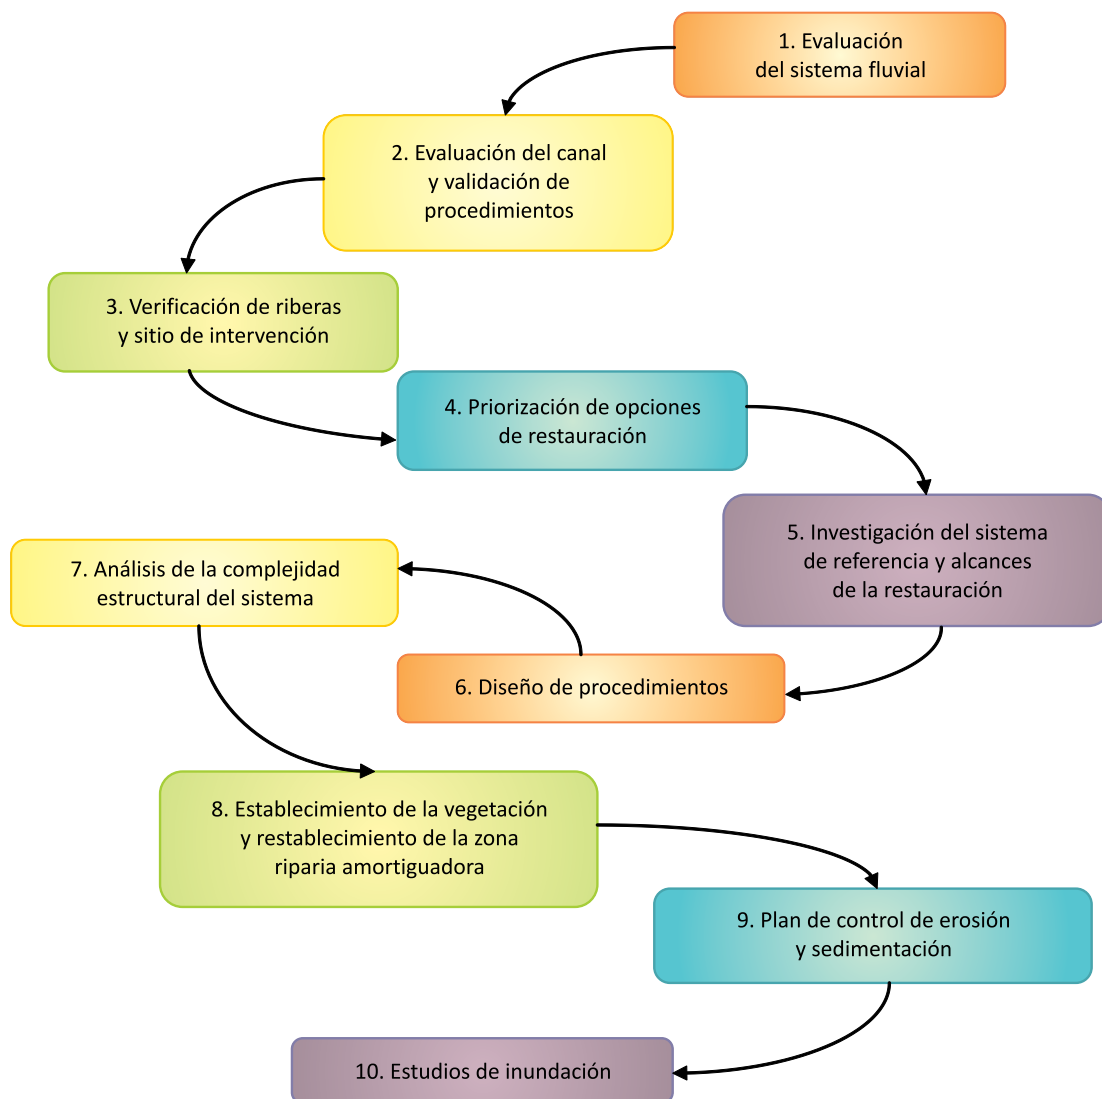 1. Evaluación
del sistema fluvial
2. Evaluación del canal
y validación de
procedimientos
3. Verificación de riberas
y sitio de intervención
4. Priorización de opciones
de restauración
5. Investigación del sistema
de referencia y alcances
de la restauración
6. Diseño de procedimientos
7. Análisis de la complejidad
estructural del sistema
8. Establecimiento de la vegetación
y restablecimiento de la zona
riparia amortiguadora
9. Plan de control de erosión
y sedimentación
10. Estudios de inundación